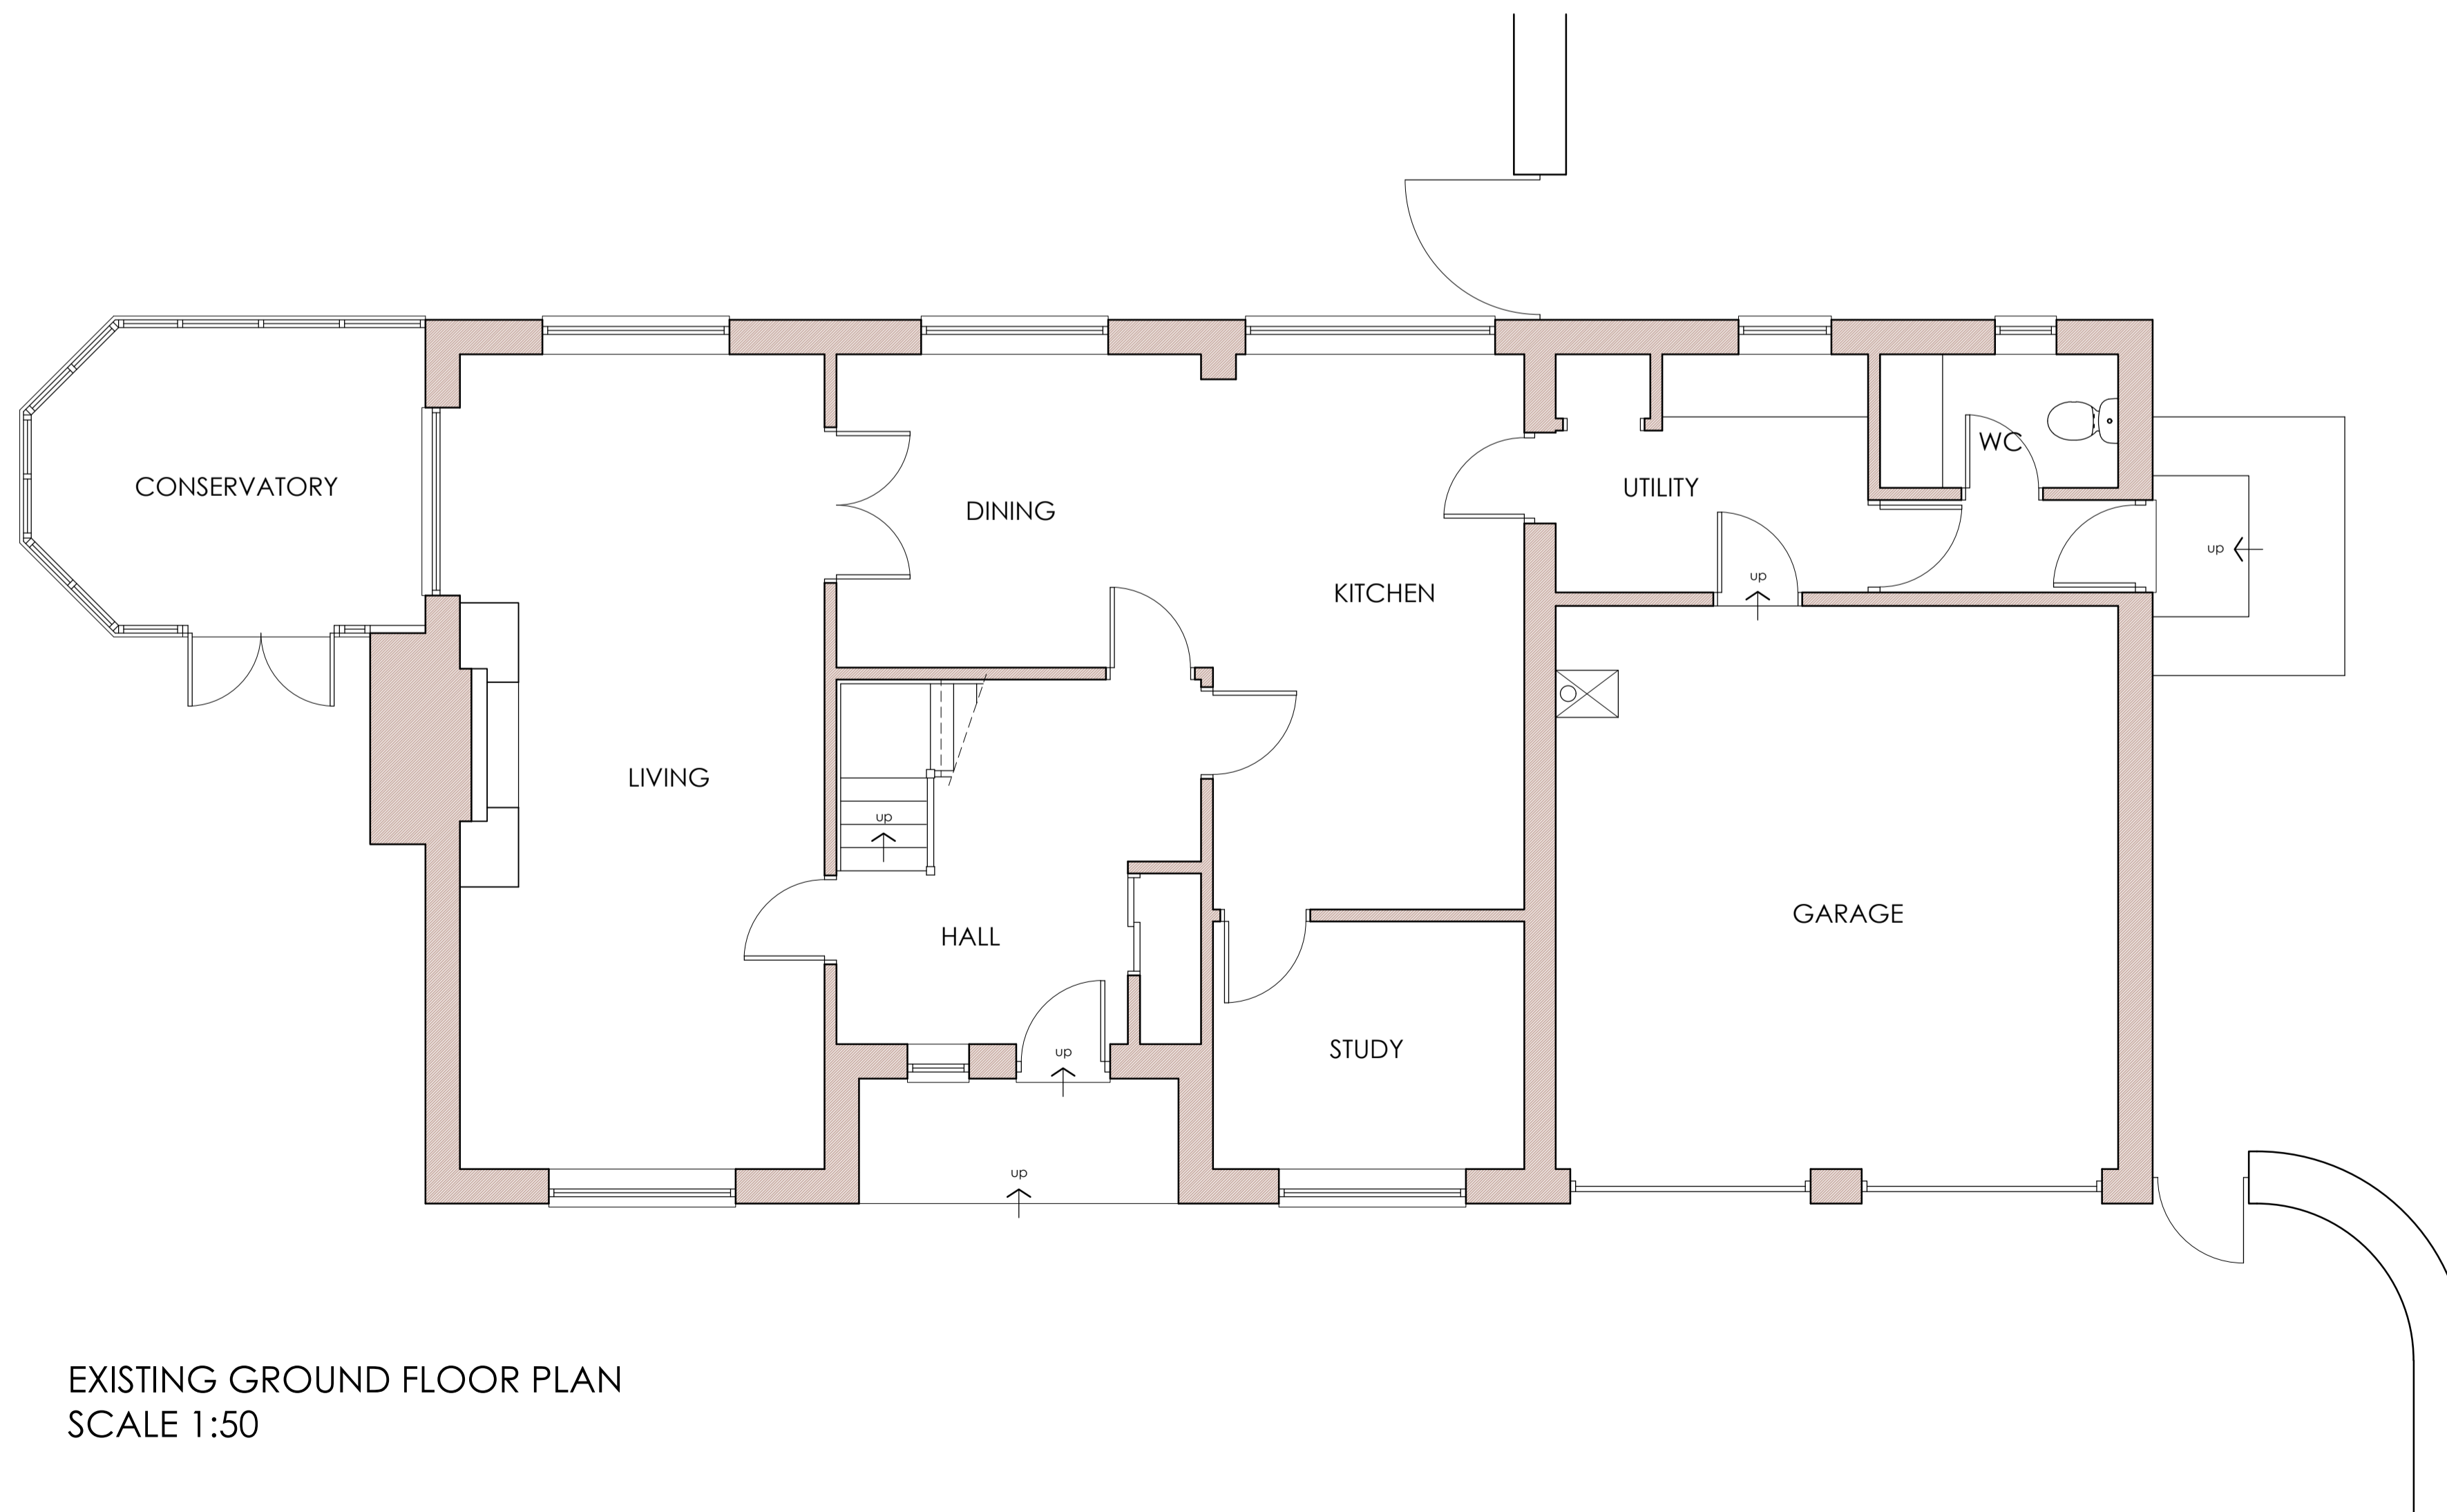 WC
CONSERVATORY
UTILITY
DINING
up
up
KITCHEN
LIVING
up
GARAGE
HALL
STUDY
up
up
EXISTING GROUND FLOOR PLAN
SCALE 1:50